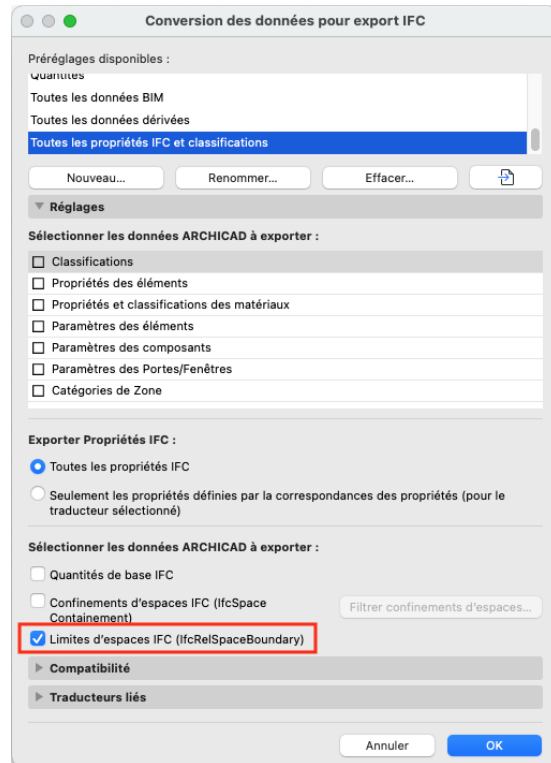 Conversion des données pour export IFC
Préréglages disponibles :
Quantités
Toutes les données BIM
Toutes les données dérivées
Toutes les propriétés IFC et classifications
Nouveau...
Renommer...
Effacer...
Réglages
Sélectionner les données ARCHICAD à exporter :
Classifications
Propriétés des éléments
Propriétés et classifications des matériaux
Paramètres des éléments
Paramètres des composants
Paramètres des Portes/Fenêtres
Catégories de Zone
Exporter Propriétés IFC :
Toutes les propriétés IFC
Seulement les propriétés définies par la correspondances des propriétés (pour le
traducteur sélectionné)
Sélectionner les données ARCHICAD à exporter :
Quantités de base IFC
Confinements d'espaces IFC (IfcSpace
Containement)
Filtrer confinements d'espaces...
Limites d'espaces IFC (IfcRelSpaceBoundary)
Compatibilité
Traducteurs liés
Annuler
OK